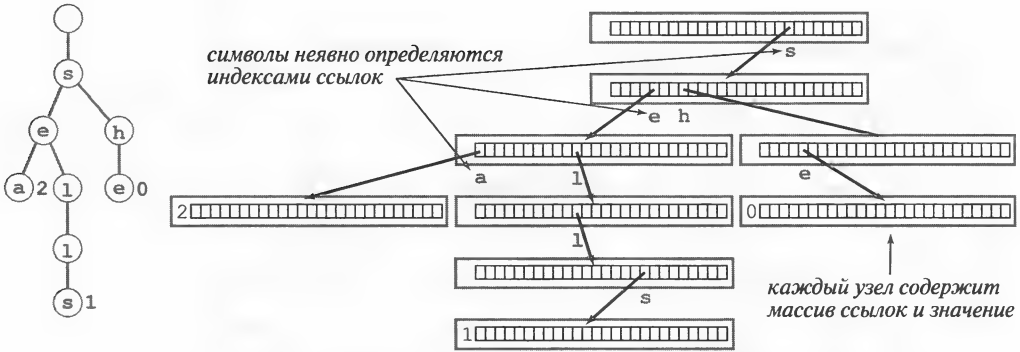 символы неявно определяются
индексами ссылок
s
s
e h
e h
a 2 l e 0
a l e
2 0
l l
s 1 s
1
каждый узел содержит
массив ссылок и значение